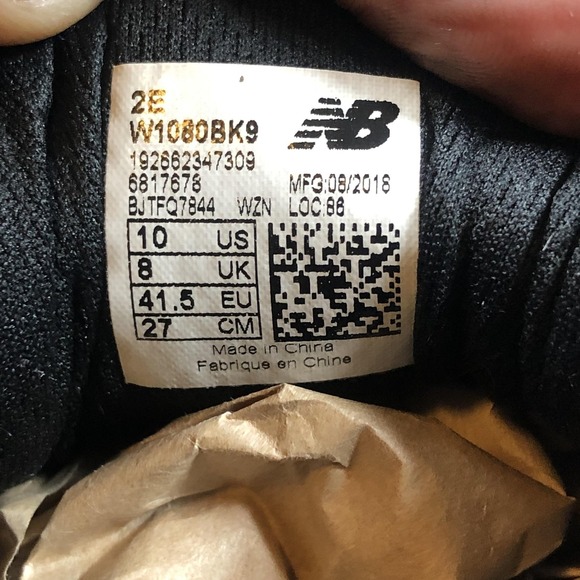 2E
W1080BK9
NB
192662347309
6817678
MFG:08/2018
BJTFQ7844 WZN LOC:86
10 US
8 UK
41.5 EU
27 CM
Made in China
Fabrique en Chine